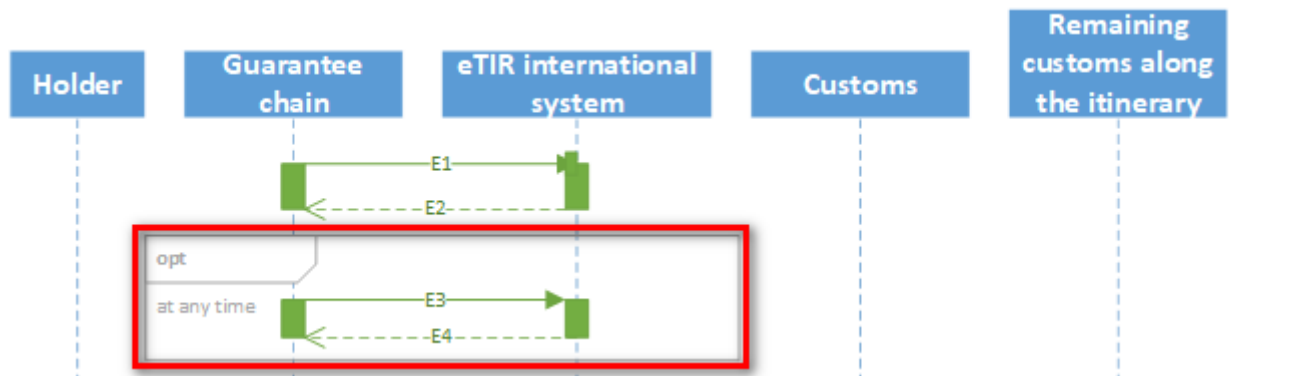 Holder
Guarantee
chain
eTIR international
system
Customs
Remaining
customs along
the itinerary
E1
E2
opt
at any time
E3
E4